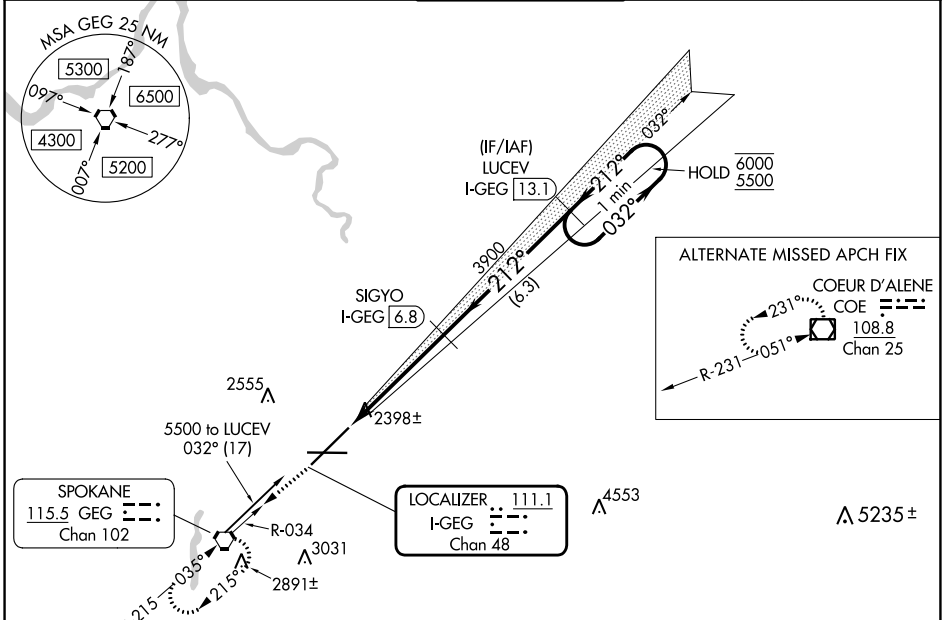 MSA GEG 25 NM
5300
187°
097°
6500
4300
277°
5200
007°
(IF/IAF)
LUCEV
I-GEG 13.1
032°
212°
1 min
032°
HOLD 6000
5500
3900
212°
(6.3)
SIGYO
I-GEG 6.8
ALTERNATE MISSED APCH FIX
COEUR D'ALENE
COE
108.8
Chan 25
231°
R-231
051°
2555
2398±
5500 to LUCEV
032° (17)
SPOKANE
115.5 GEG
Chan 102
LOCALIZER 111.1
I-GEG
Chan 48
4553
5235±
R-034
3031
2891±
215
035°
215°